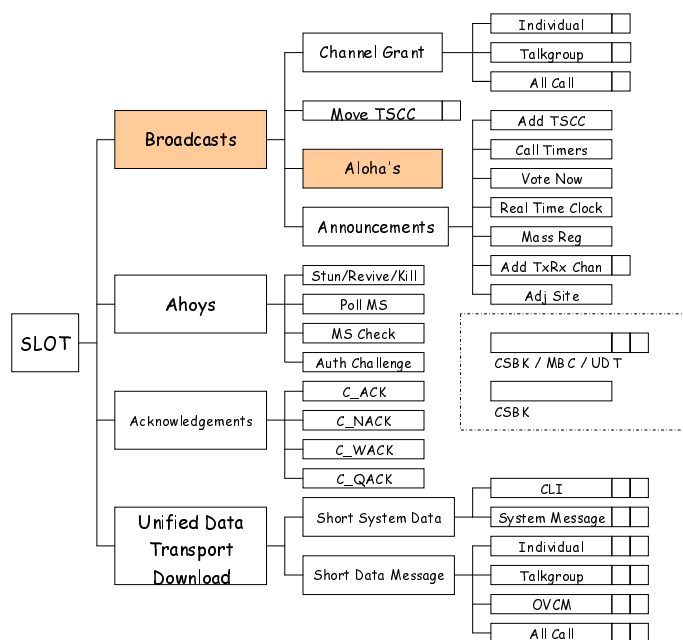 SLOT
Broadcasts
Channel Grant
Individual
Talkgroup
All Call
Move TSCC
Aloha's
Announcements
Add TSCC
Call Timers
Vote Now
Real Time Clock
Mass Reg
Add TxRx Chan
Adj Site
Ahoys
Stun/Revive/Kill
Poll MS
MS Check
Auth Challenge
CSBK / MBC / UDT
CSBK
Acknowledgements
C_ACK
C_NACK
C_WACK
C_QACK
Unified Data
Transport
Download
Short System Data
CLI
System Message
Short Data Message
Individual
Talkgroup
OVCM
All Call